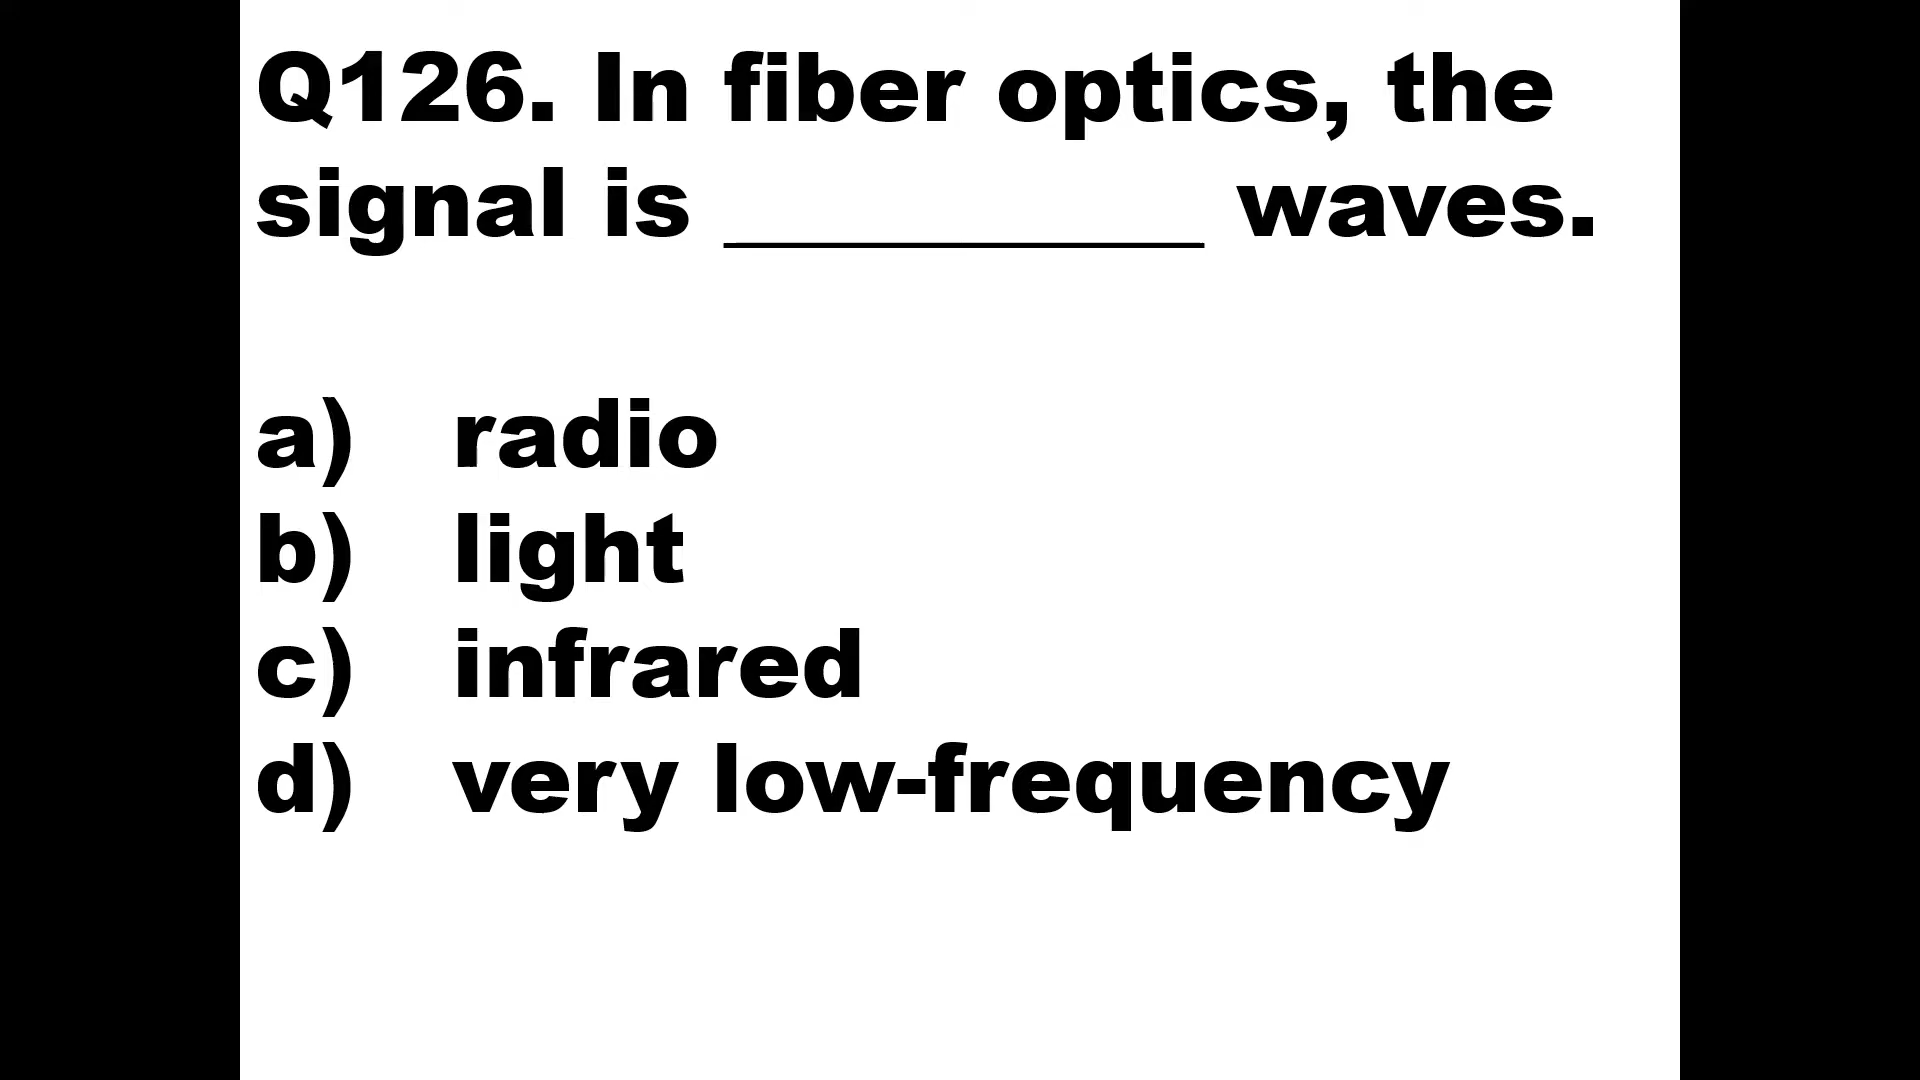 Q126. In fiber optics, the
signal is __________ waves.
a) radio
b) light
c) infrared
d) very low-frequency